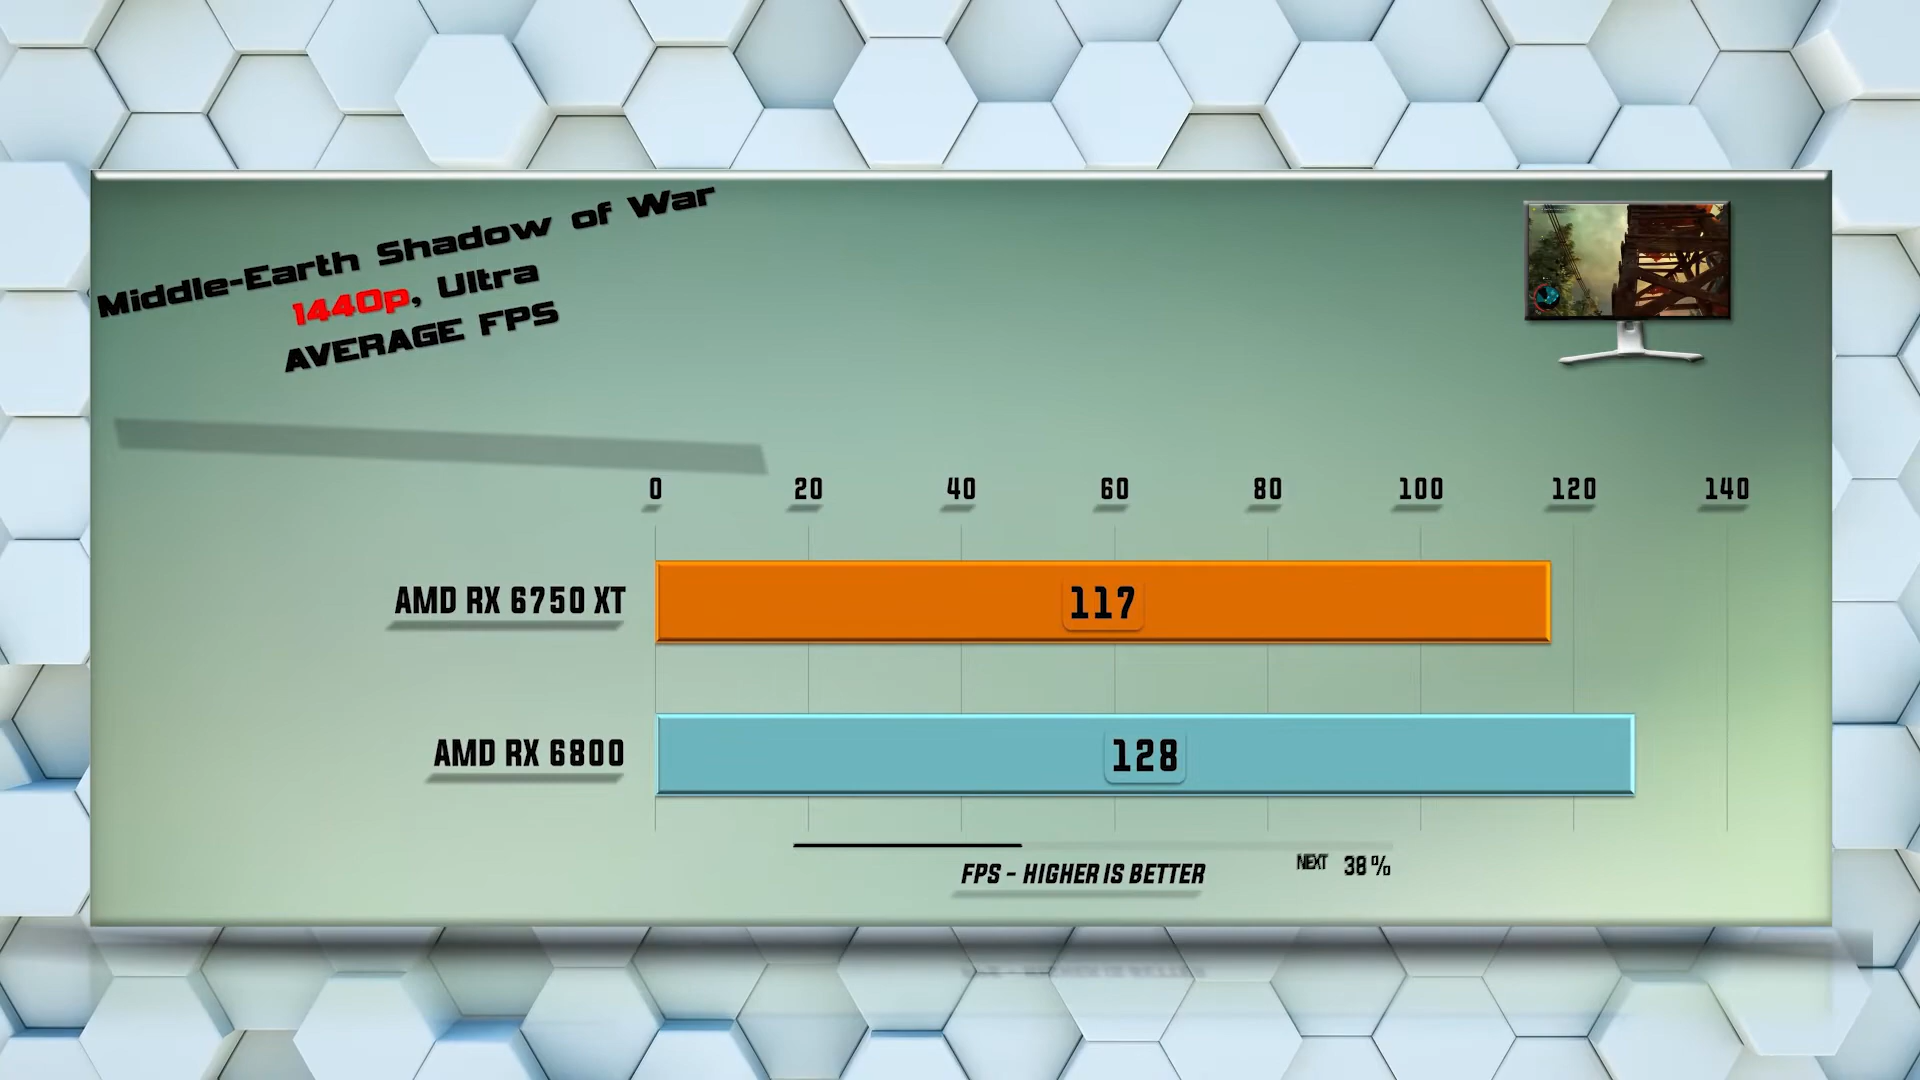 Middle-Earth Shadow of War
1440p, Ultra
AVERAGE FPS
0 20 40 60 80 100 120 140
AMD RX 6750 XT 117
AMD RX 6800 128
FPS - HIGHER IS BETTER
NEXT 38%